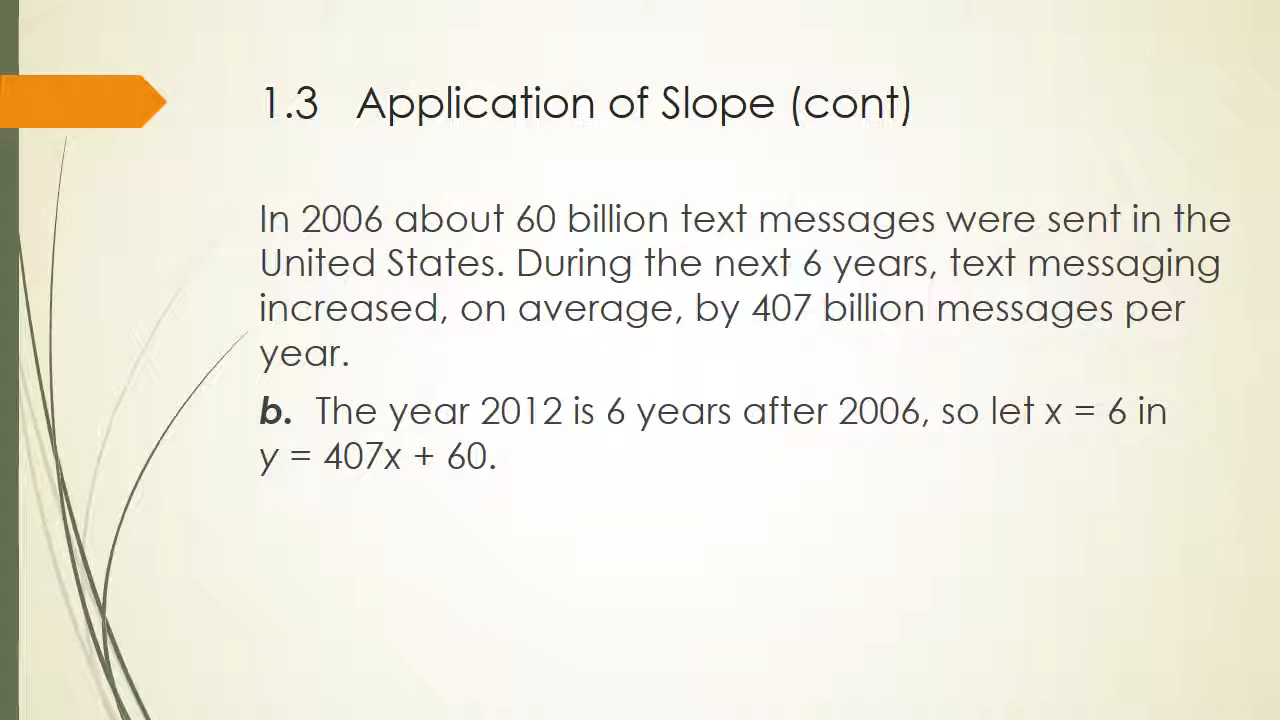 1.3 Application of Slope (cont)
In 2006 about 60 billion text messages were sent in the
United States. During the next 6 years, text messaging
increased, on average, by 407 billion messages per
year.
b. The year 2012 is 6 years after 2006, so let x = 6 in
y = 407x + 60.